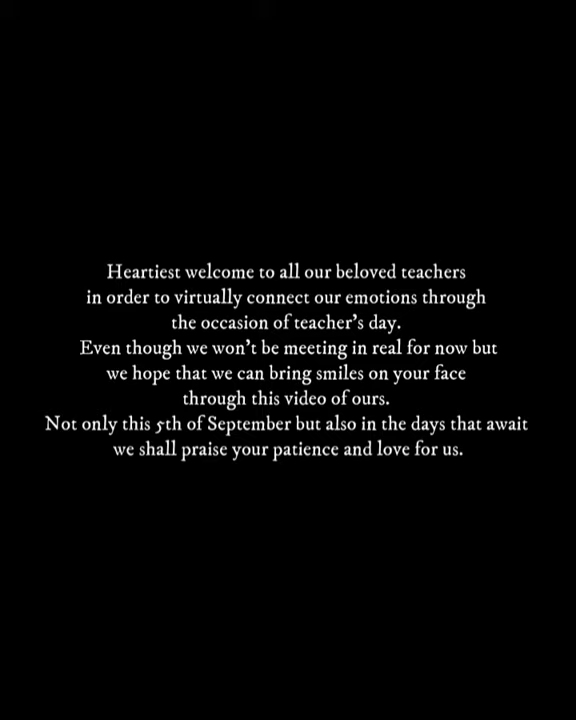 Heartiest welcome to all our beloved teachers
in order to virtually connect our emotions through
the occasion of teacher's day.
Even though we won't be meeting in real for now but
we hope that we can bring smiles on your face
through this video of ours.
Not only this 5th of September but also in the days that await
we shall praise your patience and love for us.